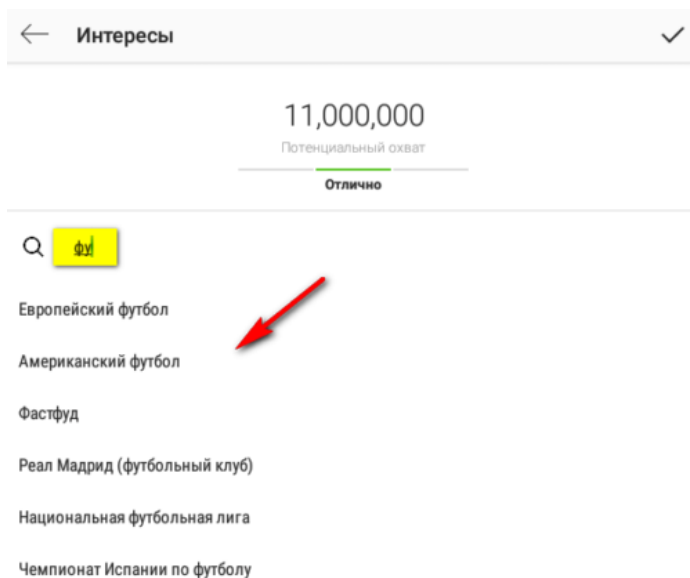 Интересы
11,000,000
Потенциальный охват
Отлично
фу
Европейский футбол
Американский футбол
Фастфуд
Реал Мадрид (футбольный клуб)
Национальная футбольная лига
Чемпионат Испании по футболу